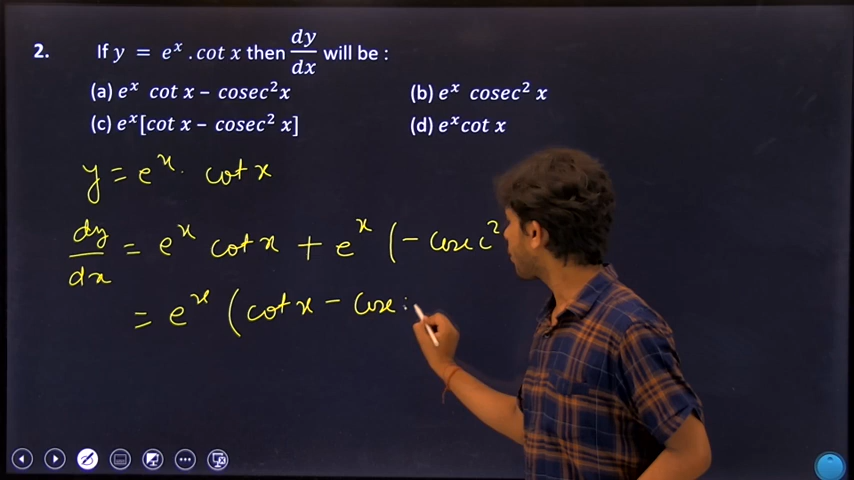 2. If y = eˣ . cot x then dy/dx will be :
(a) eˣ cot x − cosec²x (b) eˣ cosec² x
(c) eˣ[cot x − cosec² x] (d) eˣcot x
y = eˣ. cot x
dy/dx = eˣ cot x + eˣ (− cosec²
= eˣ (cot x − cosec